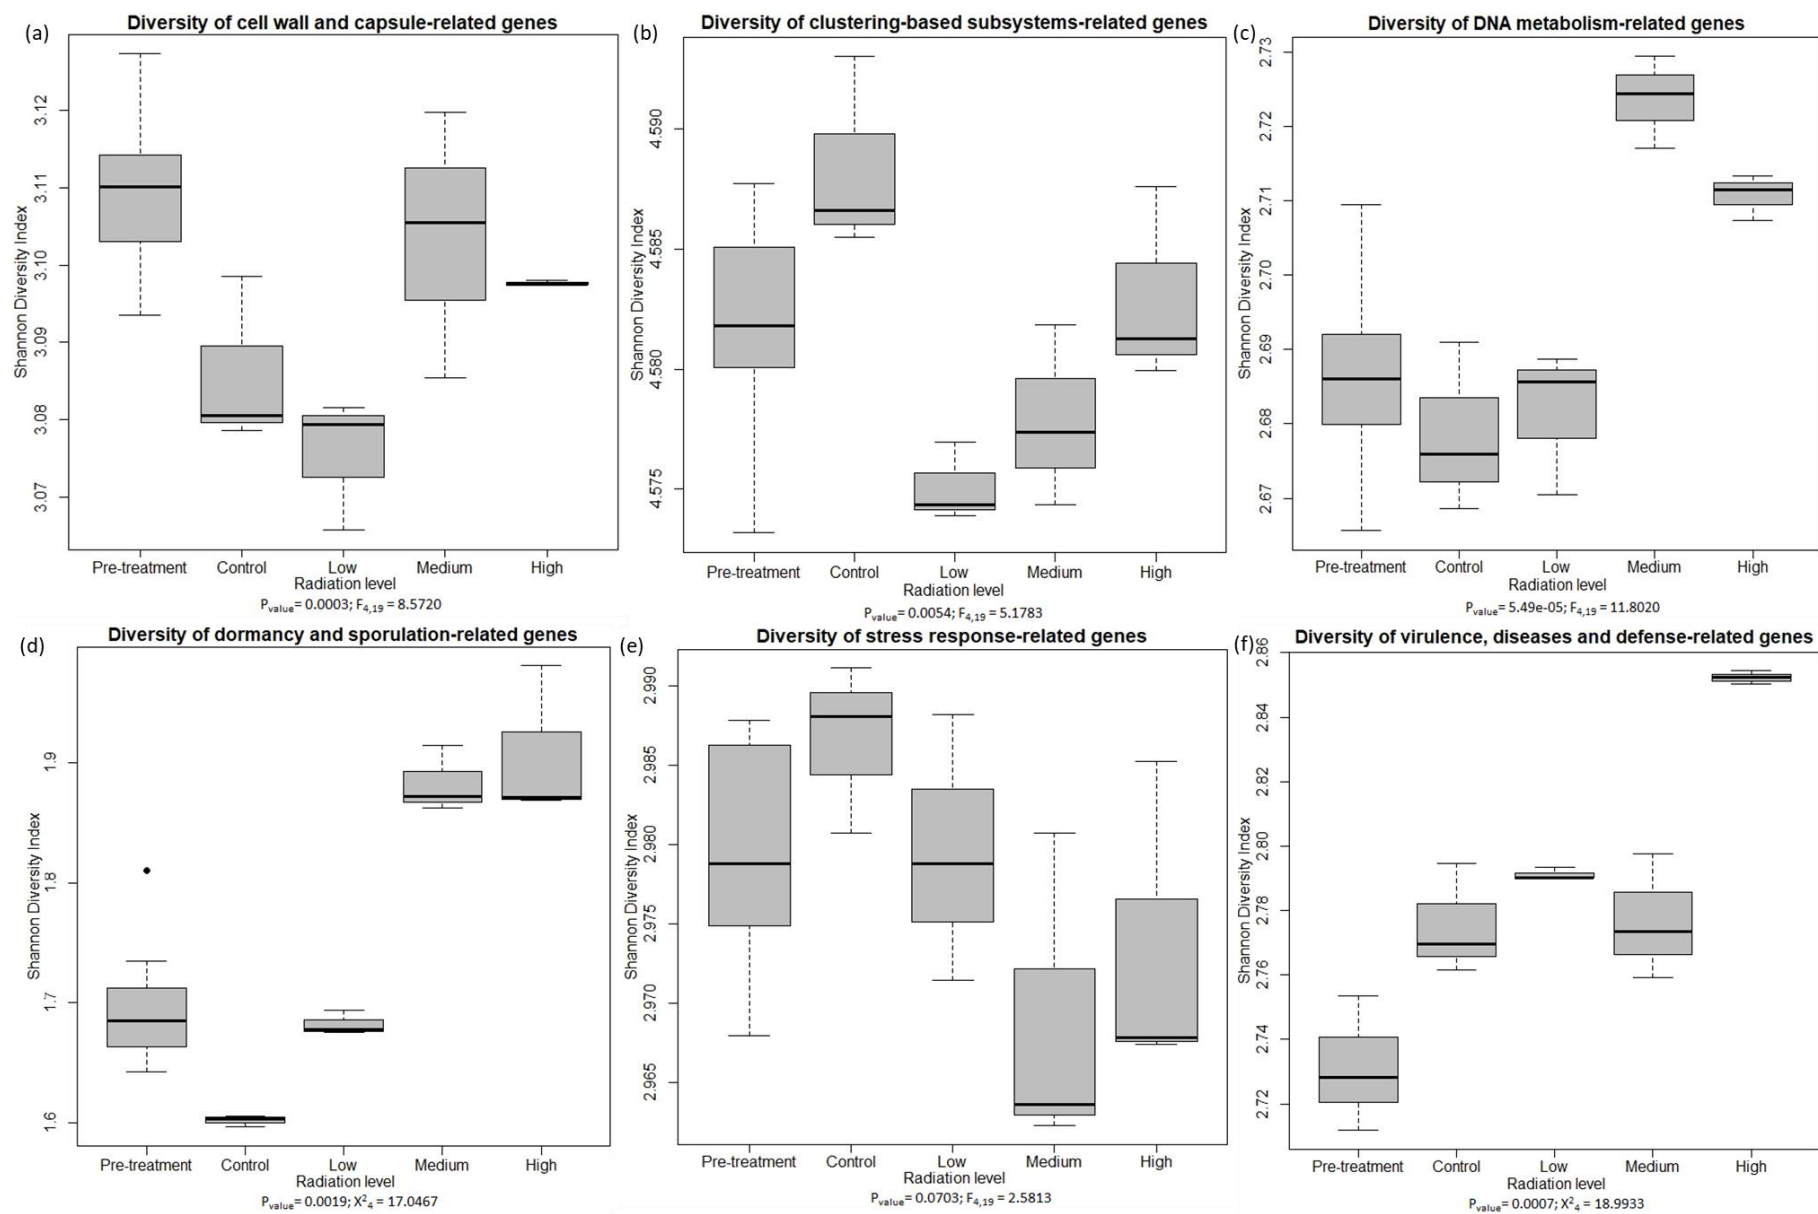 (a)
Diversity of cell wall and capsule-related genes
Shannon Diversity Index
3.12
3.11
3.10
3.09
3.08
3.07
Pre-treatment Control Low Medium High
Radiation level
Pvalue= 0.0003; F4,19 = 8.5720
(b)
Diversity of clustering-based subsystems-related genes
Shannon Diversity Index
4.590
4.585
4.580
4.575
Pre-treatment Control Low Medium High
Radiation level
Pvalue= 0.0054; F4,19 = 5.1783
(c)
Diversity of DNA metabolism-related genes
Shannon Diversity Index
2.73
2.72
2.71
2.70
2.69
2.68
2.67
Pre-treatment Control Low Medium High
Radiation level
Pvalue= 5.49e-05; F4,19 = 11.8020
(d)
Diversity of dormancy and sporulation-related genes
Shannon Diversity Index
1.9
1.8
1.7
1.6
Pre-treatment Control Low Medium High
Radiation level
Pvalue= 0.0019; X²4 = 17.0467
(e)
Diversity of stress response-related genes
Shannon Diversity Index
2.990
2.985
2.980
2.975
2.970
2.965
Pre-treatment Control Low Medium High
Radiation level
Pvalue= 0.0703; F4,19 = 2.5813
(f)
Diversity of virulence, diseases and defense-related genes
Shannon Diversity Index
2.86
2.84
2.82
2.80
2.78
2.76
2.74
2.72
Pre-treatment Control Low Medium High
Radiation level
Pvalue= 0.0007; X²4 = 18.9933